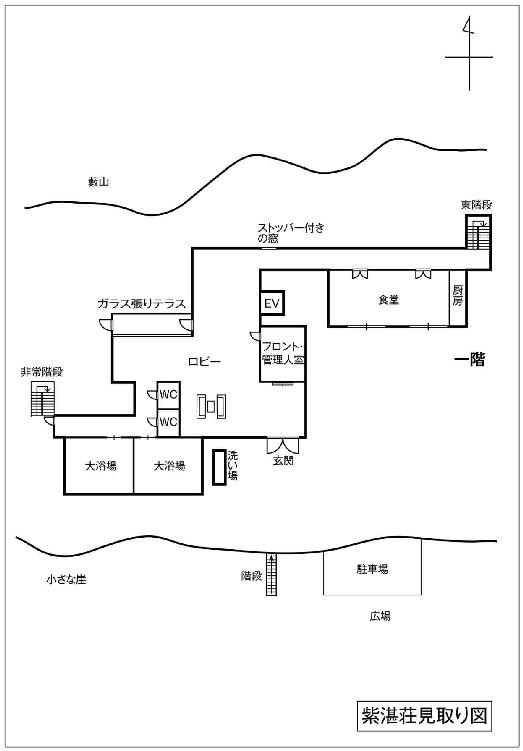 藪山
東階段
ストッパー付き
の窓
ガラス張りテラス
EV
食堂
厨房
フロント・
管理人室
一階
ロビー
非常階段
WC
WC
大浴場
大浴場
洗い場
玄関
小さな崖
階段
駐車場
広場
紫湛荘見取り図